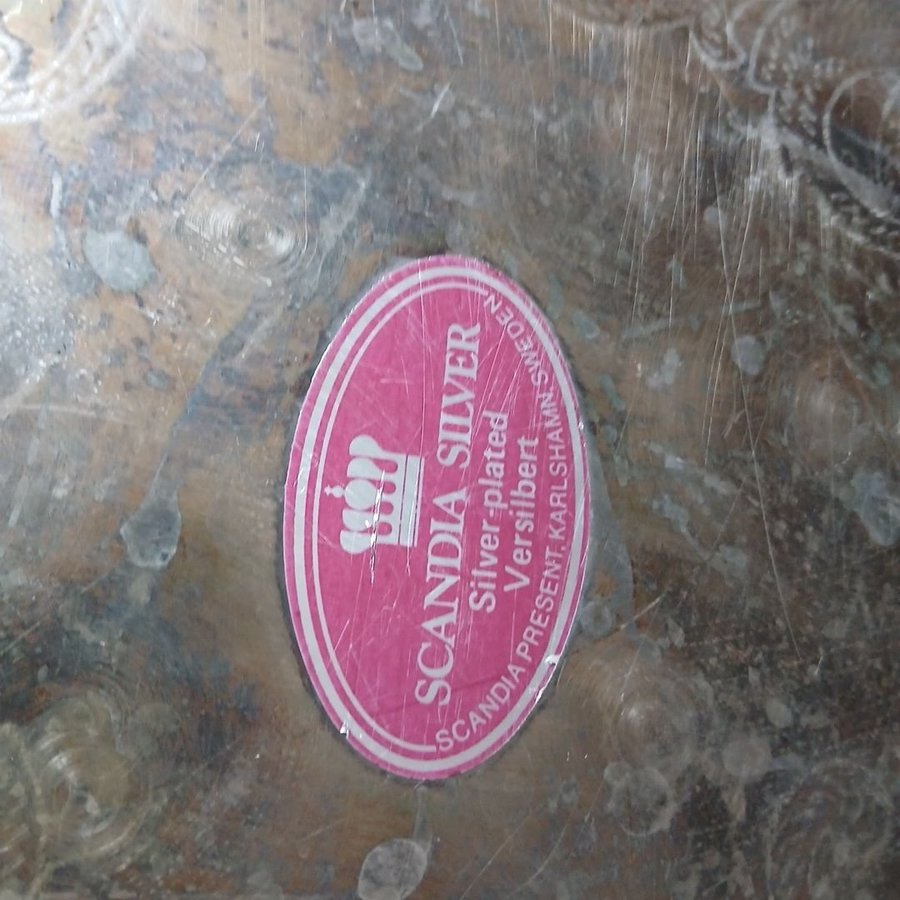 SCANDIA SILVER
Silver-plated
Versilbert
SCANDIA PRESENT. KARLSHAMN-SWEDEN